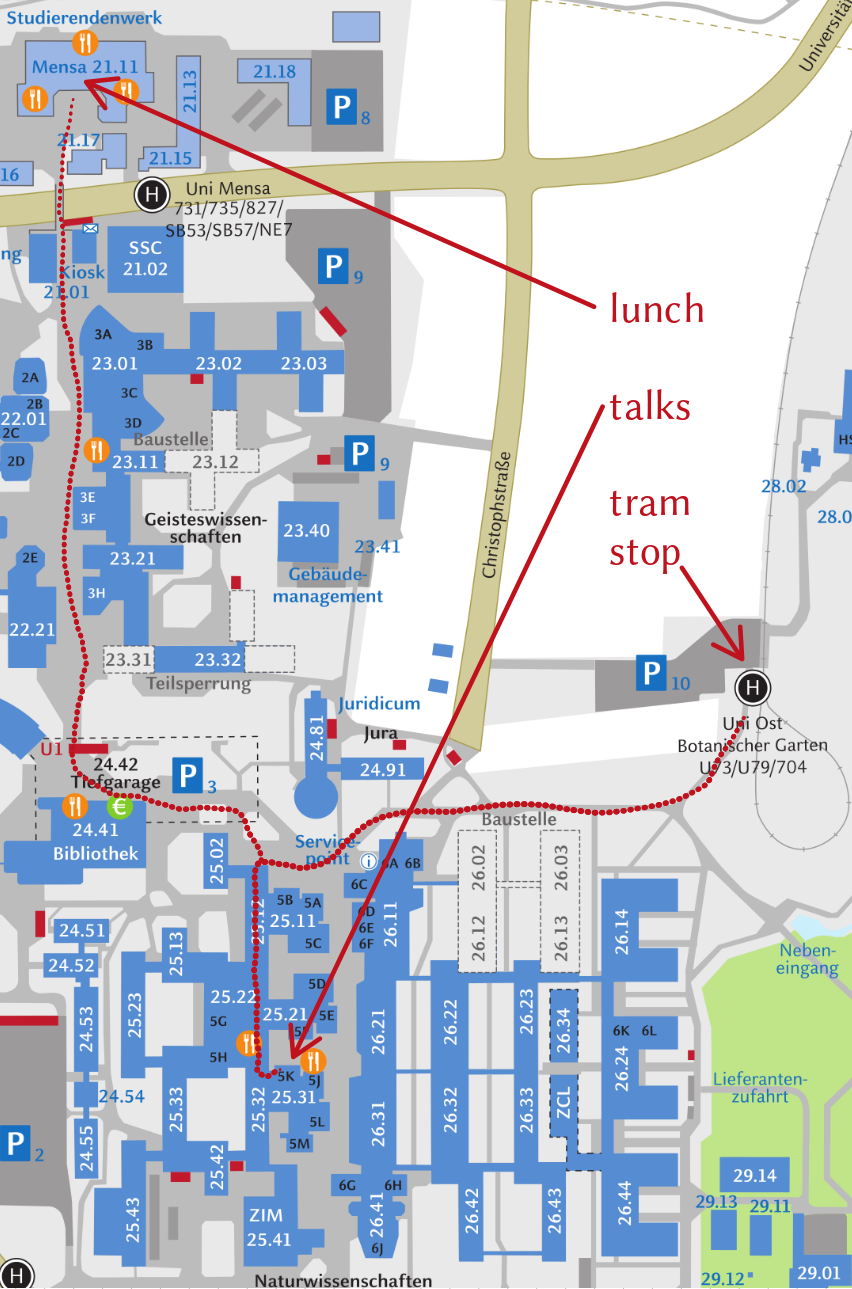 Studierendenwerk
Mensa 21.11
21.18
21.13
P 8
21.17
21.15
16
H
Uni Mensa
731/735/827/
SB53/SB57/NE7
Universitä
ng
Kiosk
21.01
SSC
21.02
P 9
lunch
3A
3B
23.01
23.02
23.03
2A
2B
22.01
2C
3C
3D
talks
Baustelle
2D
23.11
23.12
P 9
28.02
28.0
3E
3F
Geisteswissen-
schaften
23.40
23.41
Christophstraße
tram
stop
2E
23.21
Gebäude-
management
3H
22.21
23.31
23.32
Teilsperrung
P 10
H
Juridicum
Jura
24.81
24.91
Uni Ost
Botanischer Garten
U73/U79/704
U1
24.42
Tiefgarage
P 3
€
24.41
Bibliothek
Baustelle
25.02
Service-
point
i
6A
6B
26.02
26.03
6C
5B
5A
25.12
25.11
6D
6E
6F
26.11
5C
26.12
26.13
26.14
24.51
24.52
25.13
Neben-
eingang
25.23
25.22
5D
5G
25.21
5E
5H
24.53
26.21
26.22
26.23
26.34
6K
6L
26.24
5K
5J
25.31
24.54
25.33
25.32
5L
5M
26.31
26.32
26.33
ZCL
Lieferanten-
zufahrt
P 2
24.55
25.42
6G
6H
29.14
25.43
ZIM
25.41
26.41
6J
26.42
26.43
26.44
29.13
29.11
H
Naturwissenschaften
29.12
29.01